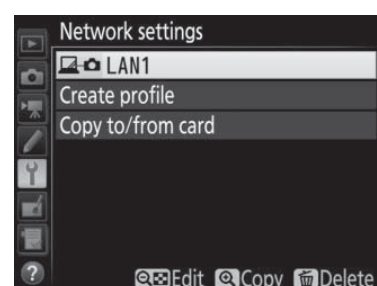 Network settings
LAN1
Create profile
Copy to/from card
? Edit Copy Delete